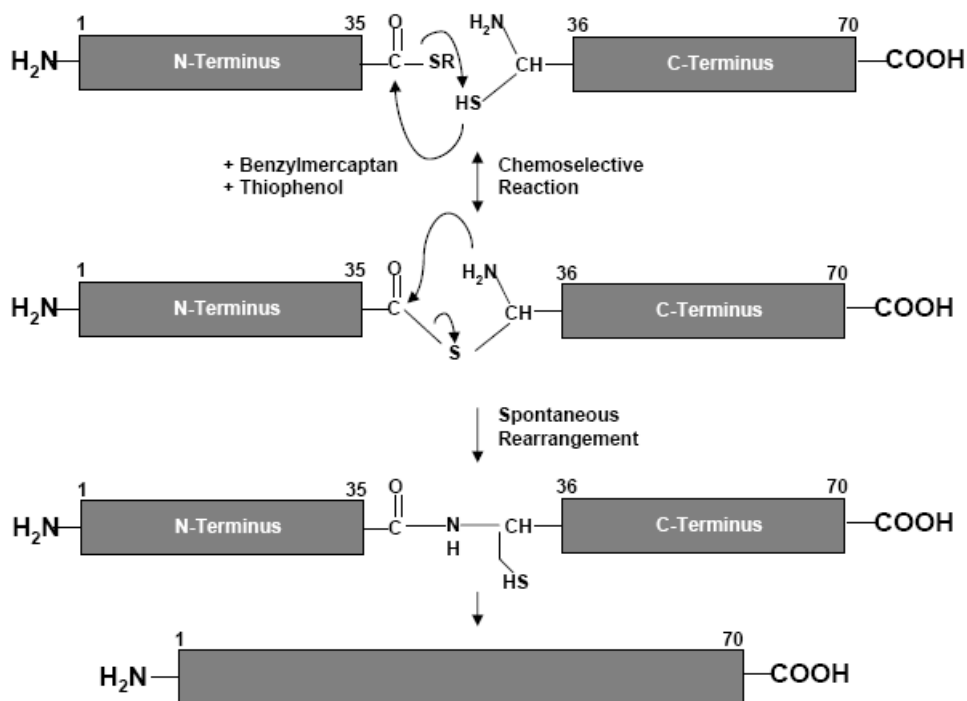 1 35 O H₂N 36 70
H₂N N-Terminus C SR CH C-Terminus COOH
HS
+ Benzylmercaptan Chemoselective
+ Thiophenol Reaction
1 35 O H₂N 36 70
H₂N N-Terminus C CH C-Terminus COOH
S
Spontaneous
Rearrangement
1 35 O 36 70
H₂N N-Terminus C N CH C-Terminus COOH
H
HS
1 70
H₂N COOH